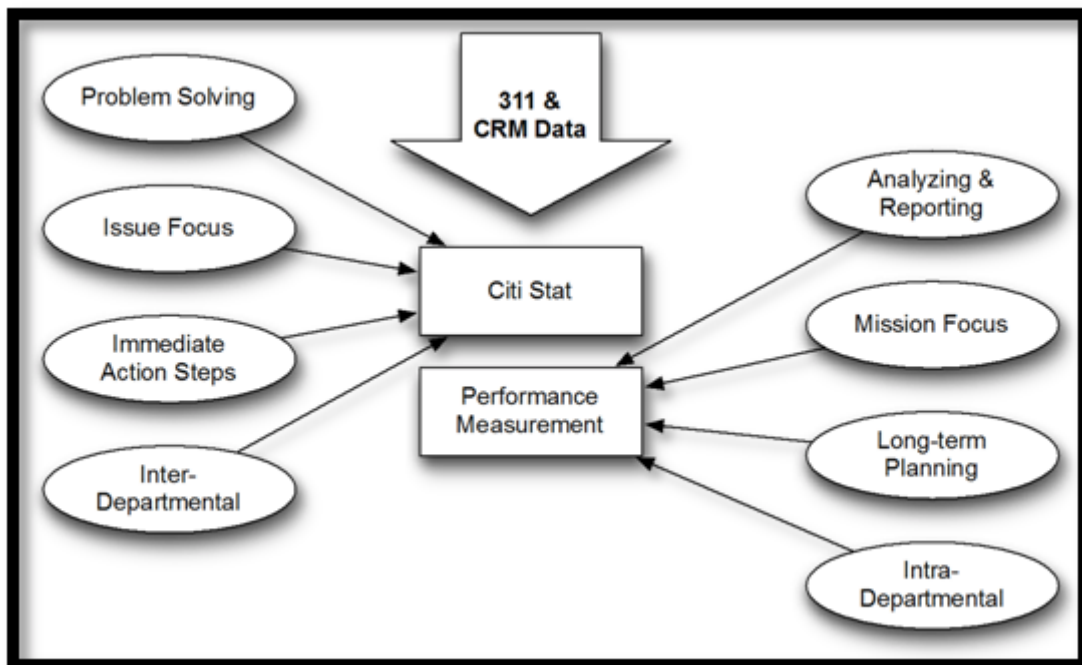 311 &
CRM Data
Problem Solving
Issue Focus
Immediate
Action Steps
Inter-
Departmental
Citi Stat
Performance
Measurement
Analyzing &
Reporting
Mission Focus
Long-term
Planning
Intra-
Departmental